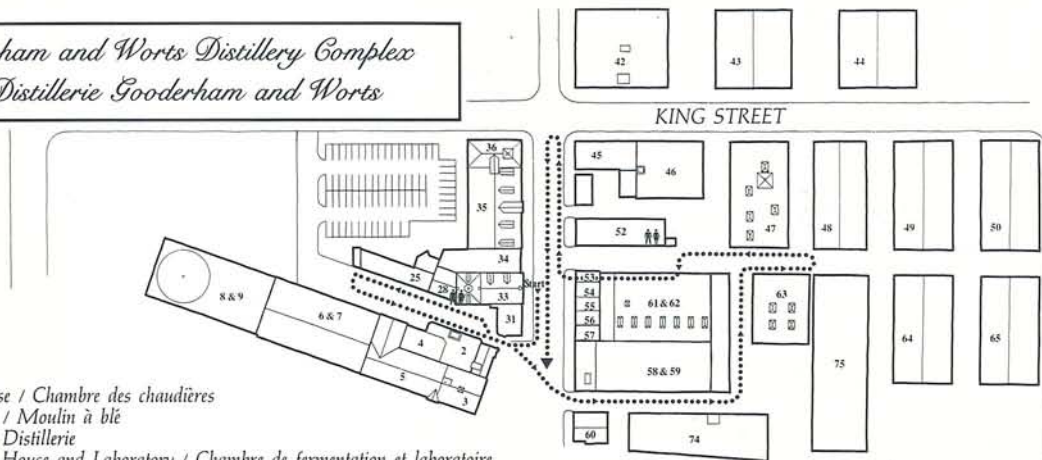 ham and Worts Distillery Complex
Distillerie Gooderham and Worts
KING STREET
42
43
44
36
45
46
35
47
48
49
50
52
34
25
28
33
Start
31
53
54
55
56
57
61 & 62
63
64
65
75
58 & 59
60
74
8 & 9
6 & 7
4
2
5
3
se / Chambre des chaudières
/ Moulin à blé
Distillerie
House and Laboratory / Chambre de fermentation et laboratoire